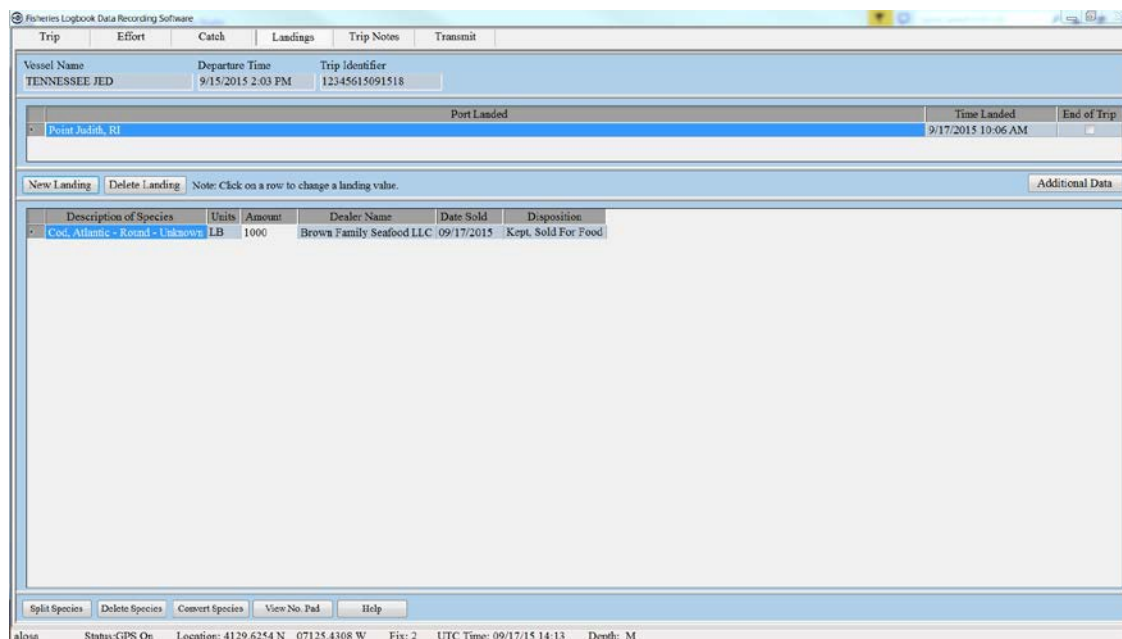 Fisheries Logbook Data Recording Software
Trip Effort Catch Landings Trip Notes Transmit
Vessel Name Departure Time Trip Identifier
TENNESSEE JED 9/15/2015 2:03 PM 12345615091518
Port Landed Time Landed End of Trip
Point Judith, RI 9/17/2015 10:06 AM
New Landing Delete Landing Note: Click on a row to change a landing value. Additional Data
Description of Species Units Amount Dealer Name Date Sold Disposition
Cod, Atlantic - Round - Unknown LB 1000 Brown Family Seafood LLC 09/17/2015 Kept, Sold For Food
Split Species Delete Species Convert Species View No. Pad Help
alosa Status:GPS On Location: 4129.6254 N 07125.4308 W Fix: 2 UTC Time: 09/17/15 14:13 Depth: M